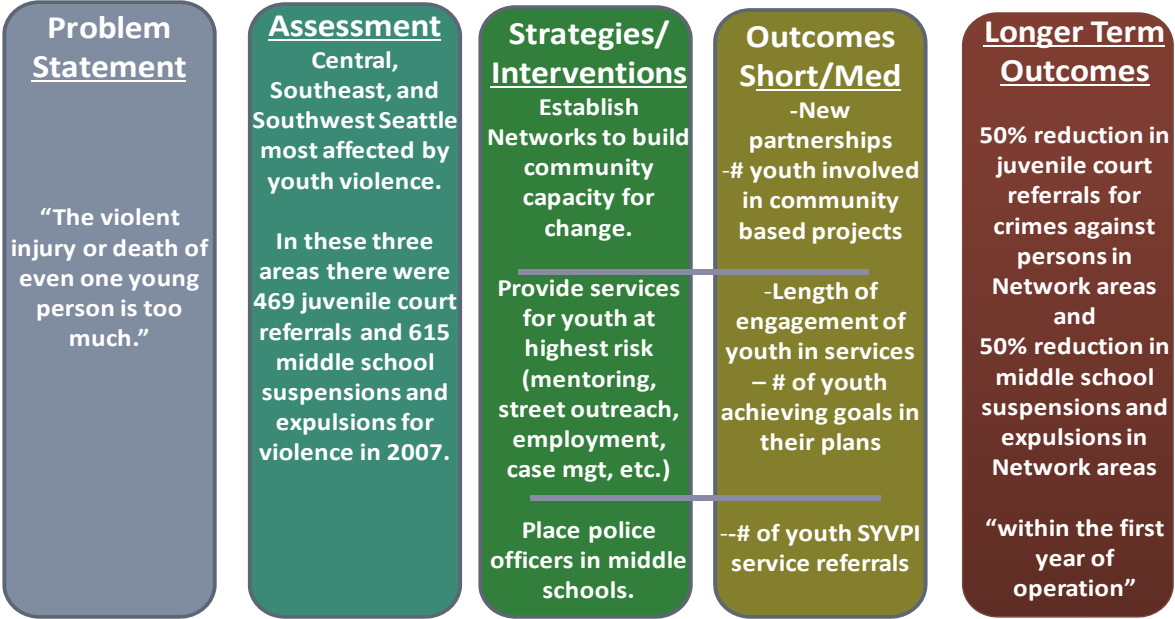 Problem
Statement
“The violent
injury or death of
even one young
person is too
much.”
Assessment
Central,
Southeast, and
Southwest Seattle
most affected by
youth violence.
In these three
areas there were
469 juvenile court
referrals and 615
middle school
suspensions and
expulsions for
violence in 2007.
Strategies/
Interventions
Establish
Networks to build
community
capacity for
change.
Provide services
for youth at
highest risk
(mentoring,
street outreach,
employment,
case mgt, etc.)
Place police
officers in middle
schools.
Outcomes
Short/Med
-New
partnerships
-# youth involved
in community
based projects
-Length of
engagement of
youth in services
– # of youth
achieving goals in
their plans
--# of youth SYVPI
service referrals
Longer Term
Outcomes
50% reduction in
juvenile court
referrals for
crimes against
persons in
Network areas
and
50% reduction in
middle school
suspensions and
expulsions in
Network areas
“within the first
year of
operation”